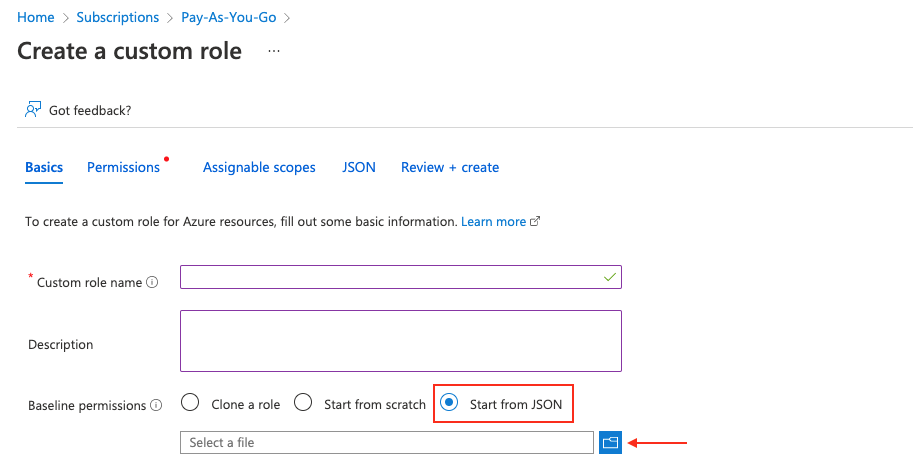 Home > Subscriptions > Pay-As-You-Go >
Create a custom role ...
Got feedback?
Basics Permissions Assignable scopes JSON Review + create
To create a custom role for Azure resources, fill out some basic information. Learn more
* Custom role name
Description
Baseline permissions Clone a role Start from scratch Start from JSON
Select a file